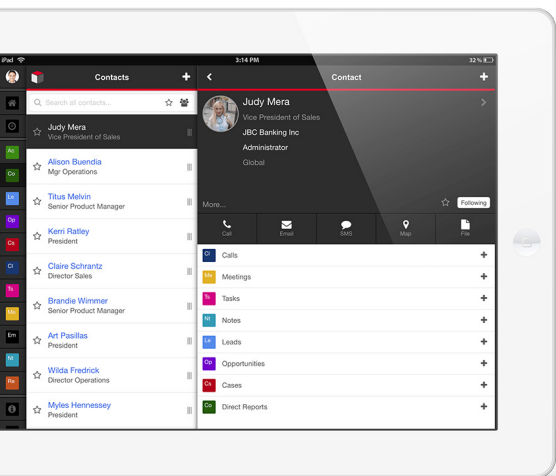 iPad
3:14 PM
32 %
Contacts
Contact
Search all contacts...
Judy Mera
Vice President of Sales
Alison Buendia
Mgr Operations
Titus Melvin
Senior Product Manager
Kerri Ratley
President
Claire Schrantz
Director Sales
Brandie Wimmer
Senior Product Manager
Art Pasillas
President
Wilda Fredrick
Director Operations
Myles Hennessey
President
Ac
Co
Le
Op
Cs
Cl
Ts
Me
Em
Nt
Re
Judy Mera
Vice President of Sales
JBC Banking Inc
Administrator
Global
More...
Following
Call
Email
SMS
Map
File
Cl Calls
Me Meetings
Ts Tasks
Nt Notes
Le Leads
Op Opportunities
Cs Cases
Co Direct Reports